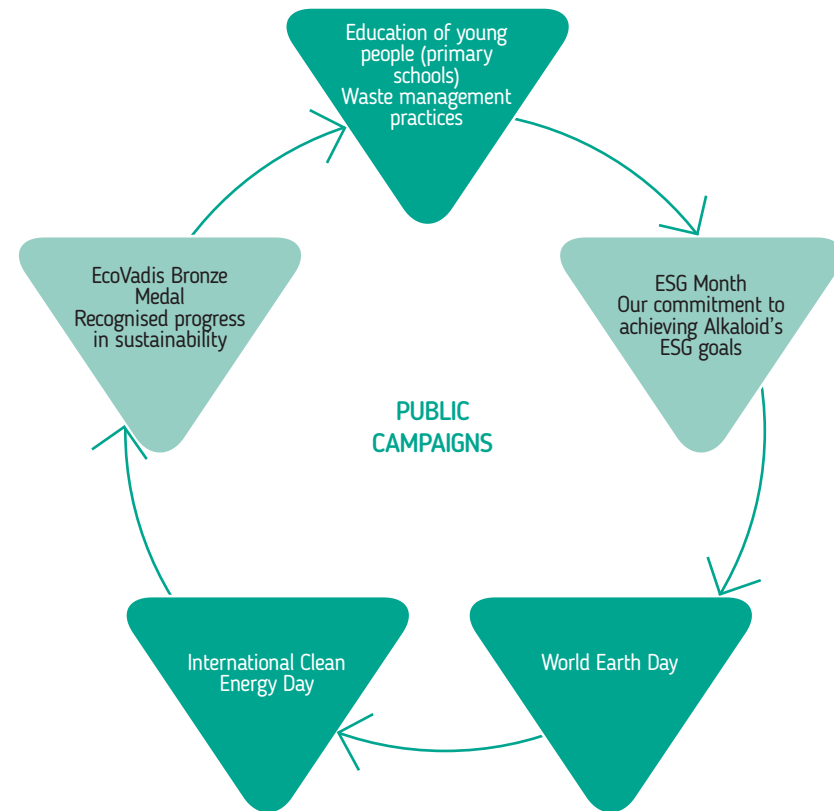 Education of young
people (primary
schools)
Waste management
practices
EcoVadis Bronze
Medal
Recognised progress
in sustainability
ESG Month
Our commitment to
achieving Alkaloid's
ESG goals
PUBLIC
CAMPAIGNS
International Clean
Energy Day
World Earth Day